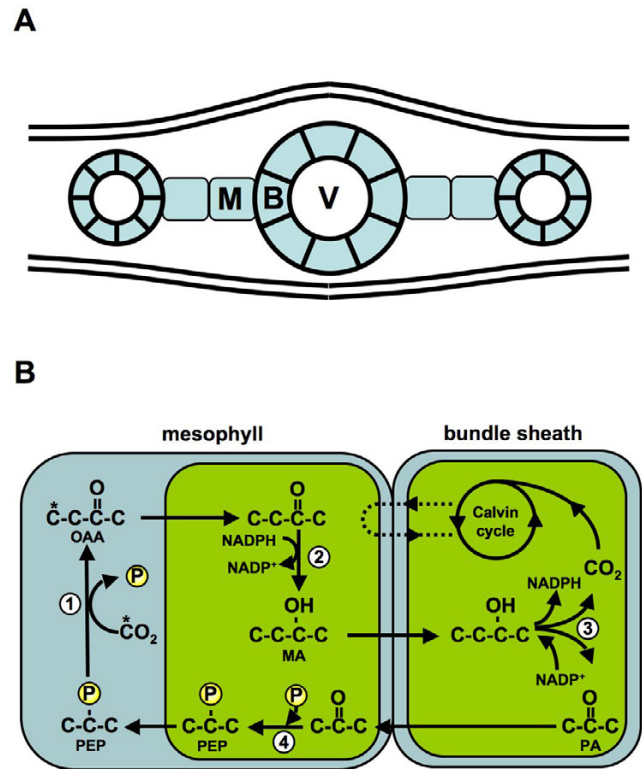 A
M B V
B
mesophyll bundle sheath
*
C-C-C-C
O
OAA
O
C-C-C-C
NADPH
NADP+
2
OH
C-C-C-C
MA
1
P
*
CO2
P
C-C-C
PEP
P
C-C-C
PEP
P
4
O
C-C-C
Calvin
cycle
CO2
NADPH
OH
C-C-C-C
3
NADP+
O
C-C-C
PA